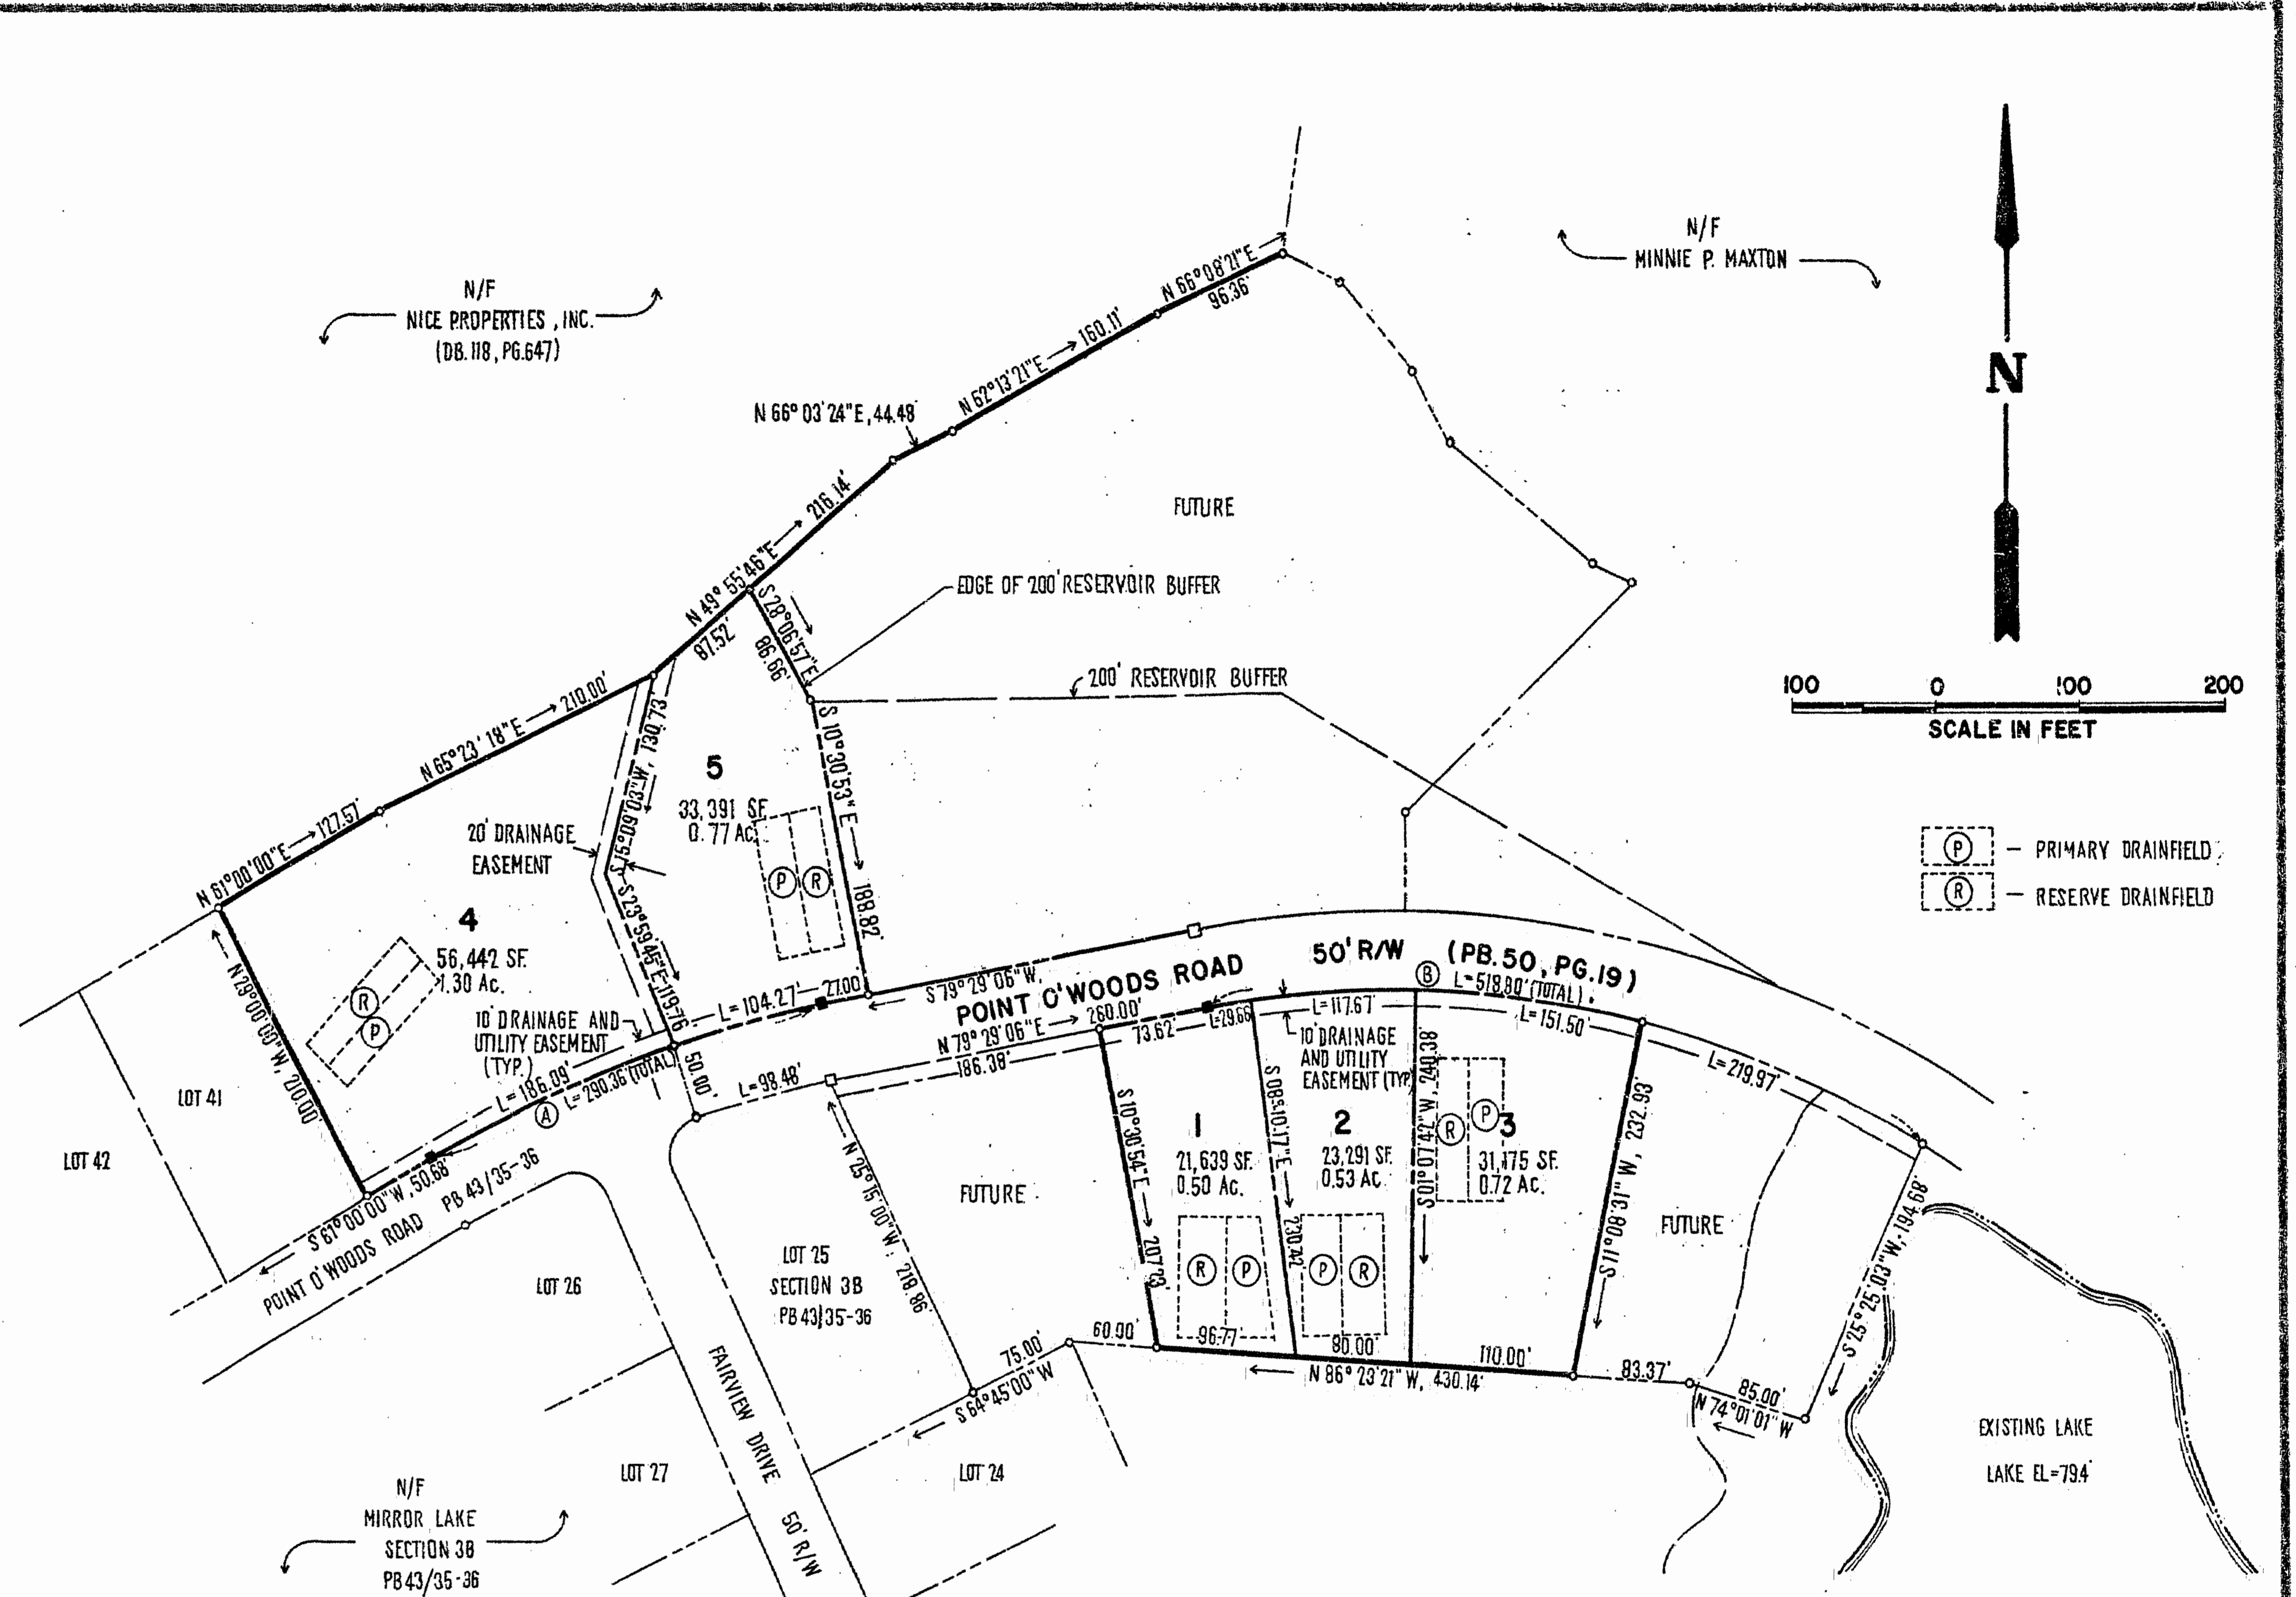 N/F
MINNIE P. MAXTON
N/F
NICE PROPERTIES, INC.
(DB. 118, PG. 647)
N
N 66°08'21"E
96.36'
160.11'
N 62°13'21"E
N 66° 03'24"E, 44.48'
216.14'
N 49° 55'46"E
87.52'
FUTURE
EDGE OF 200' RESERVOIR BUFFER
S 28°06'57"E
86.66'
200' RESERVOIR BUFFER
100 0 100 200
SCALE IN FEET
210.00'
N 65°23'18"E
130.73'
S 15°09'03"W,
5
33,391 SF.
0.77 Ac.
S 10°30'53" E
188.82'
P R
20' DRAINAGE
EASEMENT
127.57'
N 61°00'00"E
S 23°59'45"E
119.76'
4
56,442 SF.
1.30 Ac.
R
P
N 29°00'00"W, 210.00'
P — PRIMARY DRAINFIELD
R — RESERVE DRAINFIELD
10' DRAINAGE AND
UTILITY EASEMENT
(TYP.)
L=104.27'
27.00'
S 79° 29' 06" W,
POINT O'WOODS ROAD
50' R/W
(PB. 50, PG. 19)
B
L=518.80' (TOTAL)
N 79° 29' 06"E
260.00'
73.62'
L=29.66'
L=117.67'
L=151.50'
L=219.97'
L=186.09'
A
L=290.36' (TOTAL)
50.00'
L=98.48'
186.38'
10' DRAINAGE
AND UTILITY
EASEMENT (TYP.)
LOT 41
LOT 42
S 61°00'00"W, 50.68'
POINT O'WOODS ROAD
PB 43/35-36
N 25°15'00"W, 218.86'
FUTURE
S 10°30'54"E
207.23'
1
21,639 SF.
0.50 Ac.
R P
S 08°10'17"E
230.42'
2
23,291 SF.
0.53 Ac.
P R
S 01°07'42"W, 240.38'
R P
3
31,175 SF.
0.72 Ac.
S 11°08'31" W, 232.93'
FUTURE
S 25°25'03"W, 194.68'
LOT 26
LOT 25
SECTION 3B
PB 43/35-36
60.00'
96.77'
80.00'
110.00'
83.37'
N 86° 23'21" W, 430.14'
85.00'
N 74°01'01" W
75.00'
S 64°45'00"W
FAIRVIEW DRIVE
50' R/W
LOT 27
LOT 24
EXISTING LAKE
LAKE EL=79.4'
N/F
MIRROR LAKE
SECTION 3B
PB 43/35-36